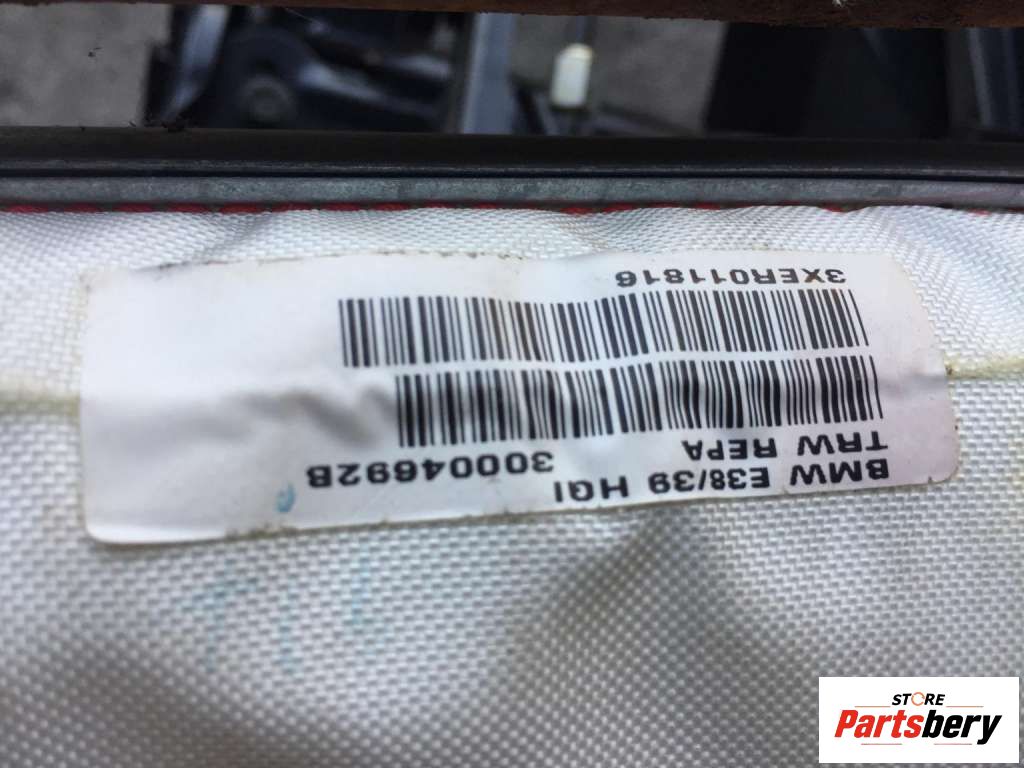 BMW E38/39 HGI
TRW REPA
30004692B
3XER011816
STORE
Partsbery